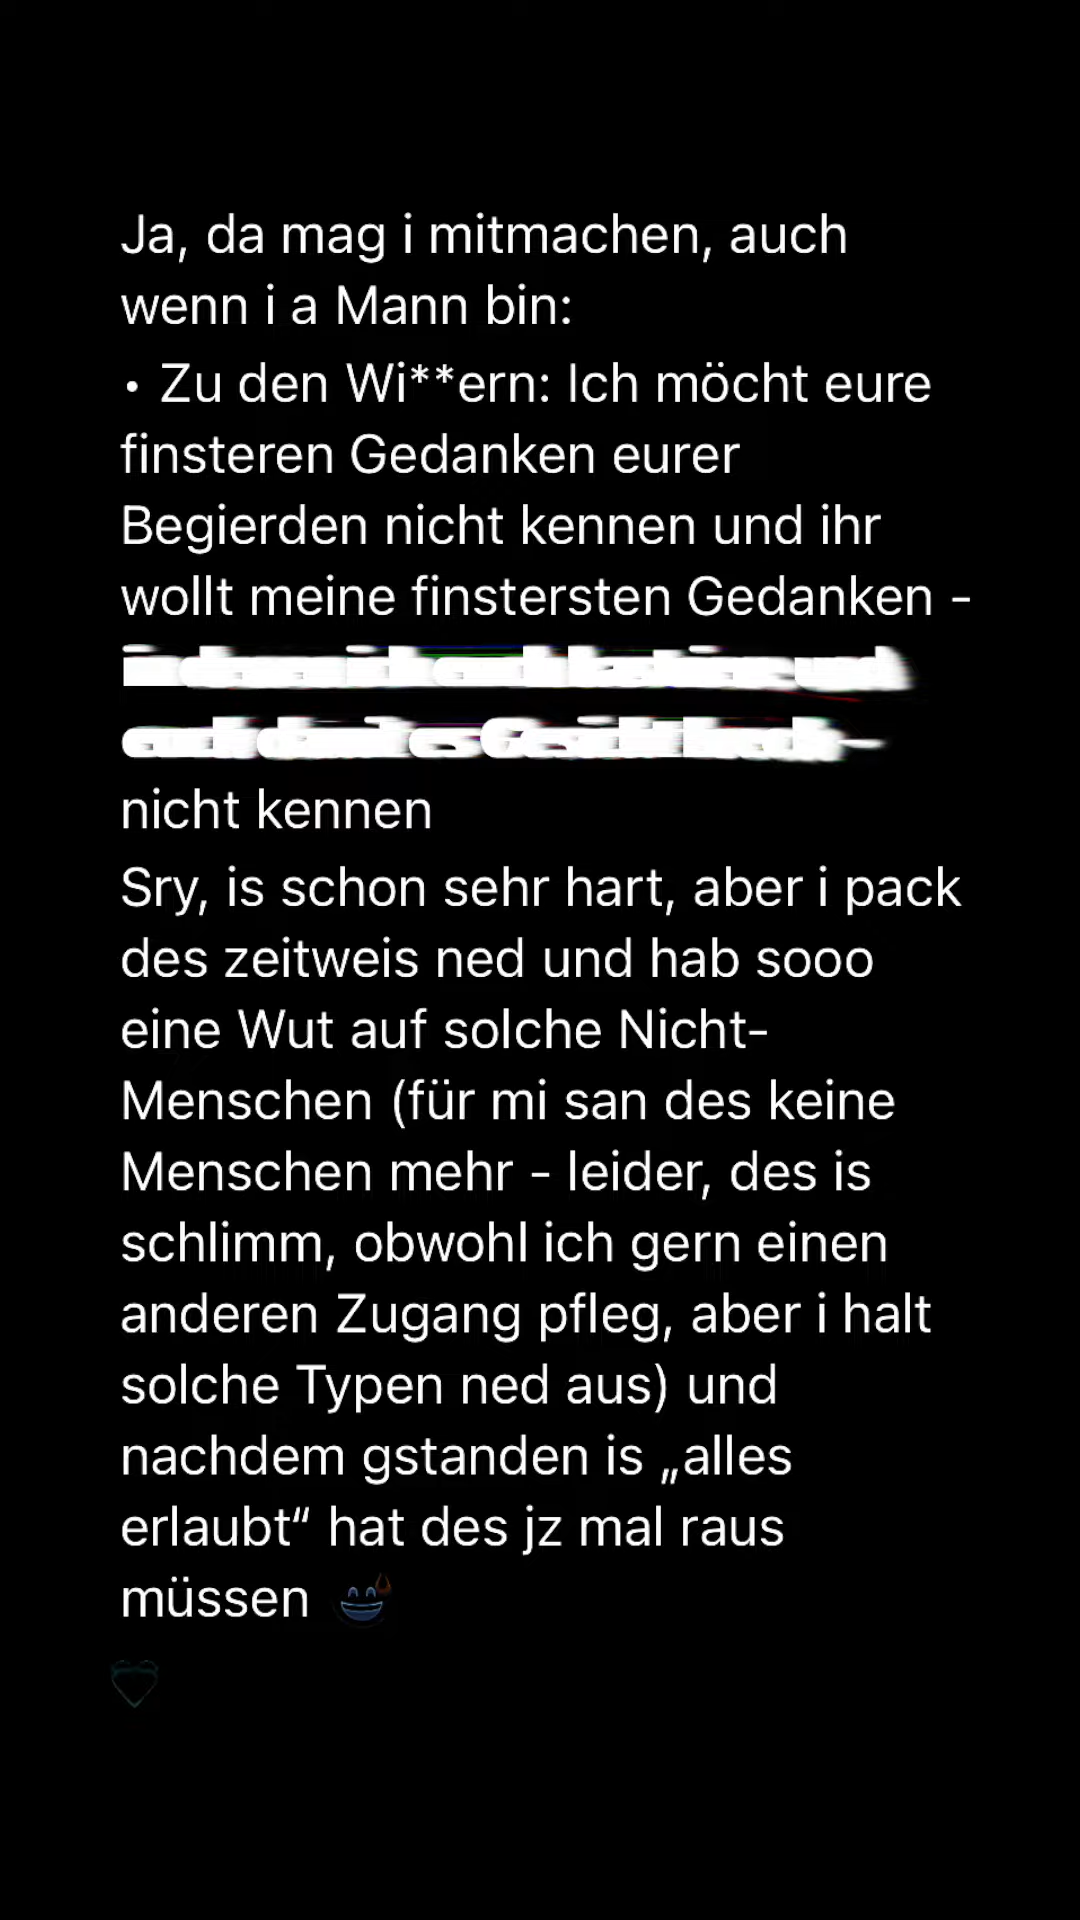 Ja, da mag i mitmachen, auch
wenn i a Mann bin:
• Zu den Wi**ern: Ich möcht eure
finsteren Gedanken eurer
Begierden nicht kennen und ihr
wollt meine finstersten Gedanken -
nicht kennen
Sry, is schon sehr hart, aber i pack
des zeitweis ned und hab sooo
eine Wut auf solche Nicht-
Menschen (für mi san des keine
Menschen mehr - leider, des is
schlimm, obwohl ich gern einen
anderen Zugang pfleg, aber i halt
solche Typen ned aus) und
nachdem gstanden is „alles
erlaubt“ hat des jz mal raus
müssen 😅